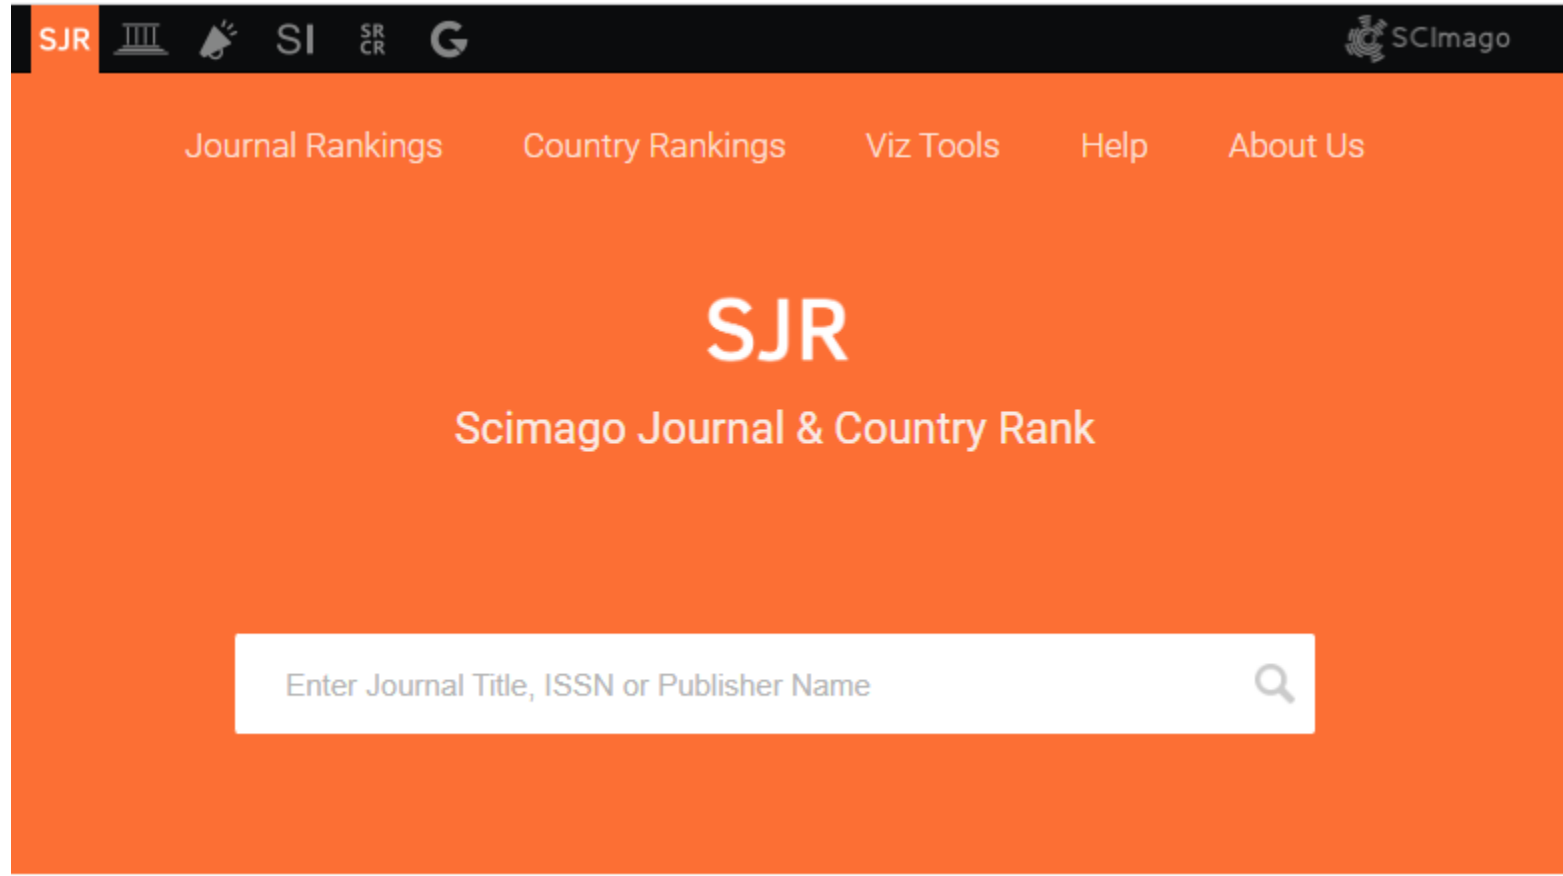 SJR SI SR CR G SCImago
Journal Rankings Country Rankings Viz Tools Help About Us
SJR
Scimago Journal & Country Rank
Enter Journal Title, ISSN or Publisher Name